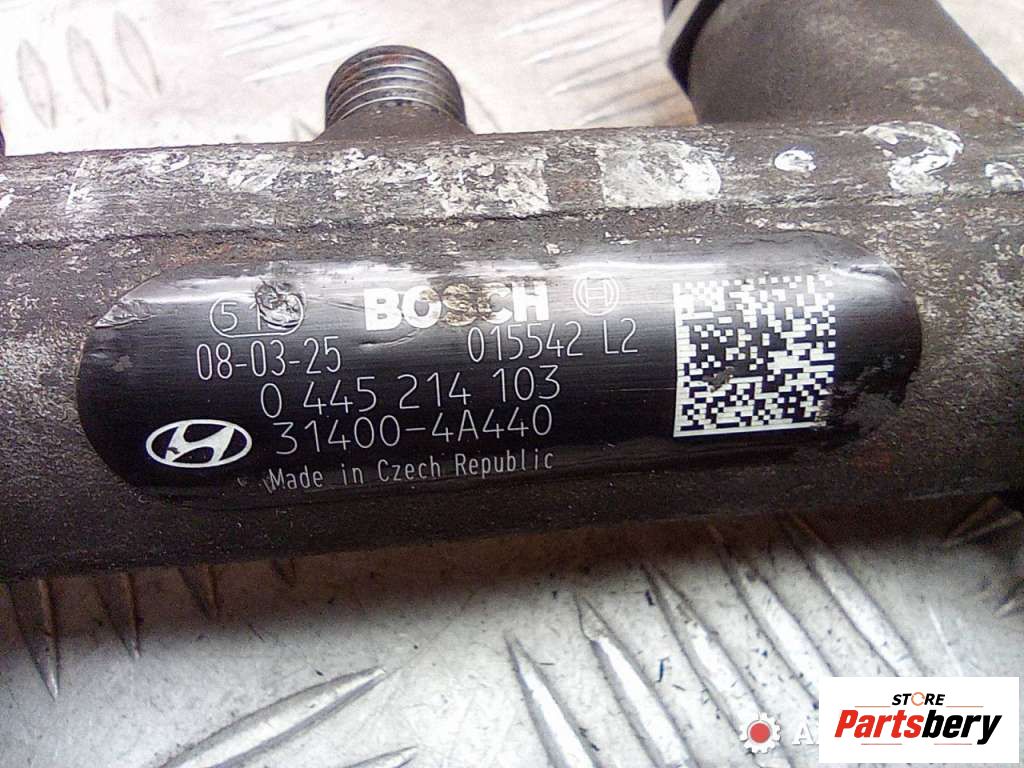 BOSCH
08-03-25 015542 L2
0 445 214 103
31400-4A440
Made in Czech Republic
STORE
Partsbery